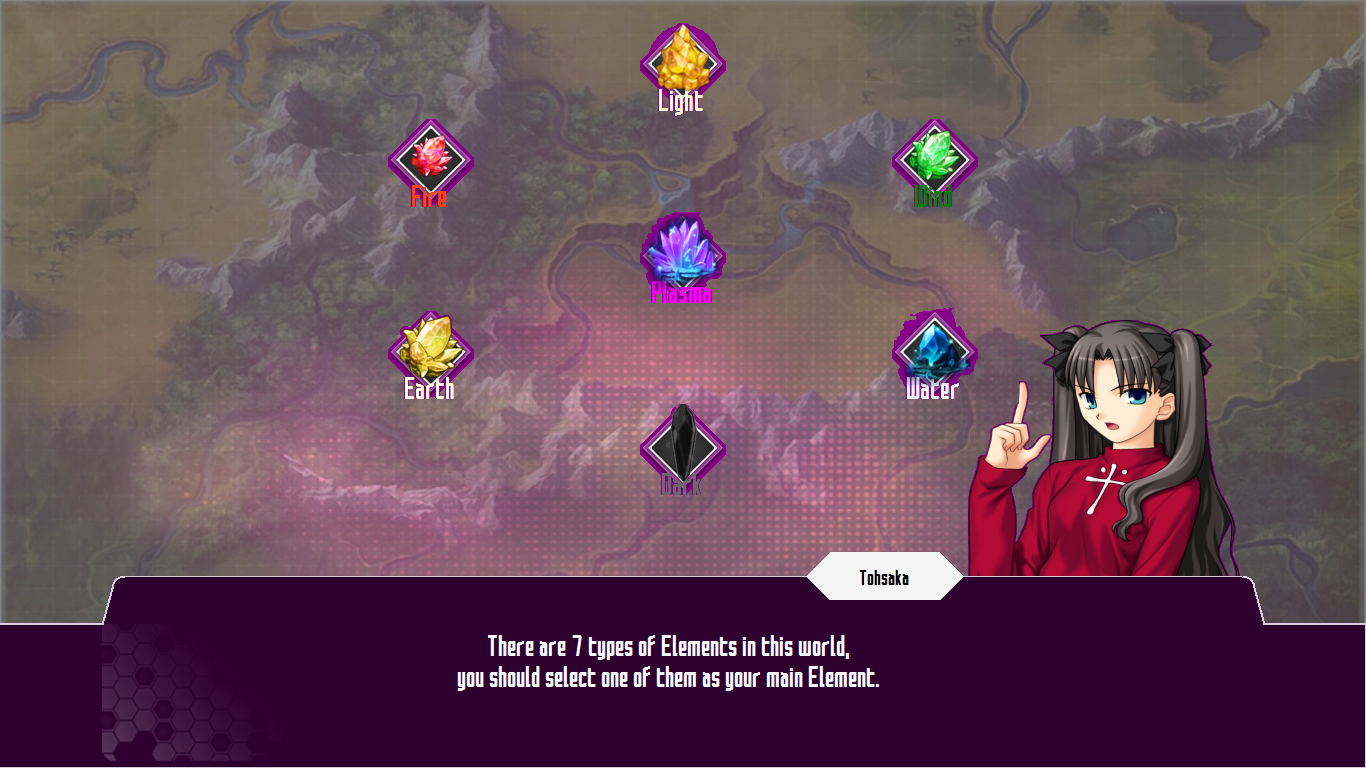 Light
Fire
Wind
Plasma
Earth
Water
Dark
Tohsaka
There are 7 types of Elements in this world,
you should select one of them as your main Element.